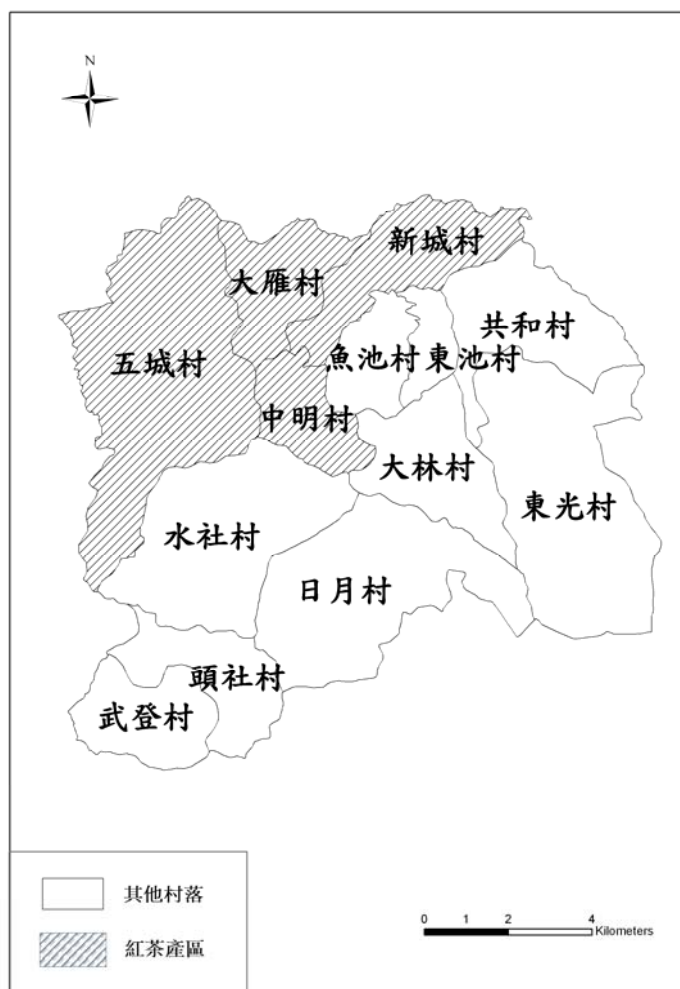 N
新城村
大雁村
共和村
五城村
魚池村
東池村
中明村
大林村
東光村
水社村
日月村
頭社村
武登村
其他村落
紅茶產區
0 1 2 4
Kilometers